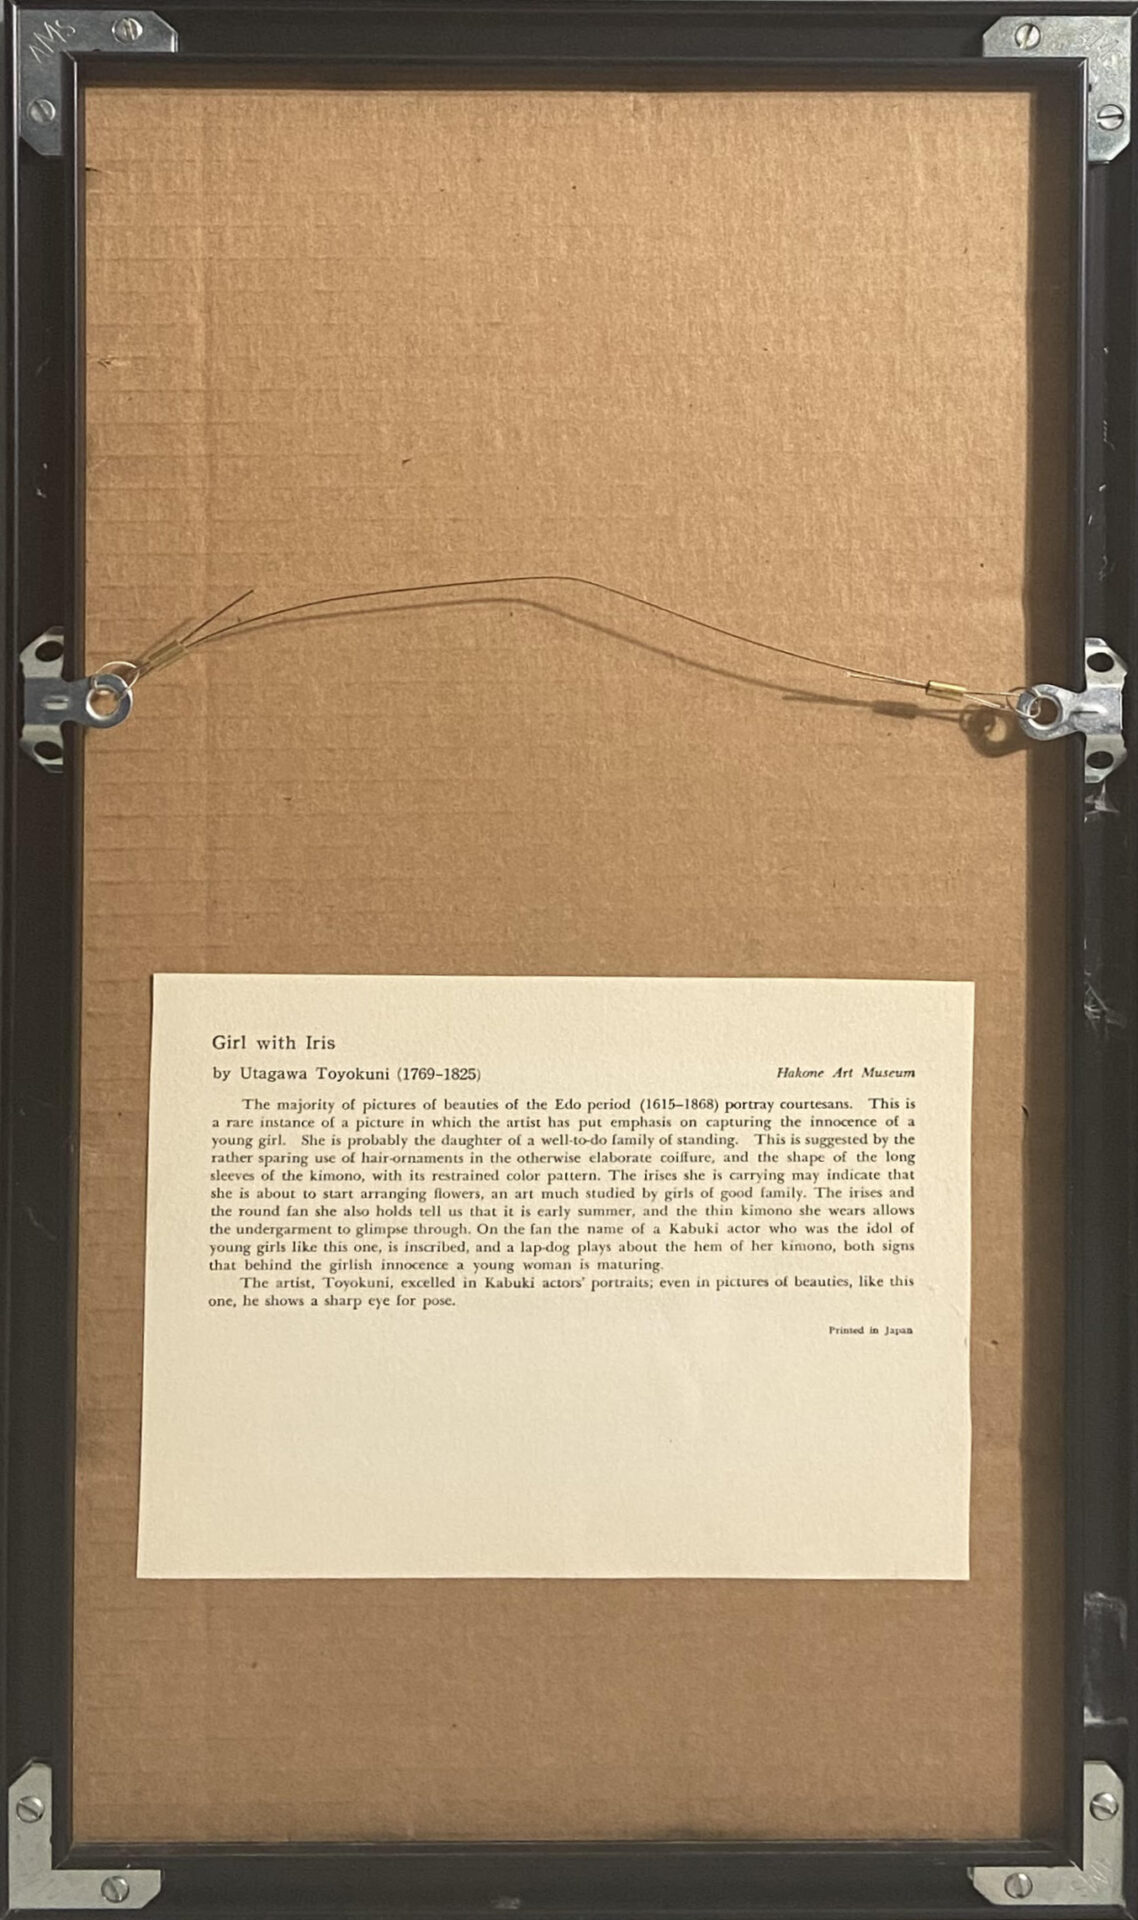 Girl with Iris
by Utagawa Toyokuni (1769-1825) Hakone Art Museum
The majority of pictures of beauties of the Edo period (1615-1868) portray courtesans. This is
a rare instance of a picture in which the artist has put emphasis on capturing the innocence of a
young girl. She is probably the daughter of a well-to-do family of standing. This is suggested by the
rather sparing use of hair-ornaments in the otherwise elaborate coiffure, and the shape of the long
sleeves of the kimono, with its restrained color pattern. The irises she is carrying may indicate that
she is about to start arranging flowers, an art much studied by girls of good family. The irises and
the round fan she also holds tell us that it is early summer, and the thin kimono she wears allows
the undergarment to glimpse through. On the fan the name of a Kabuki actor who was the idol of
young girls like this one, is inscribed, and a lap-dog plays about the hem of her kimono, both signs
that behind the girlish innocence a young woman is maturing.
The artist, Toyokuni, excelled in Kabuki actors' portraits; even in pictures of beauties, like this
one, he shows a sharp eye for pose.
Printed in Japan